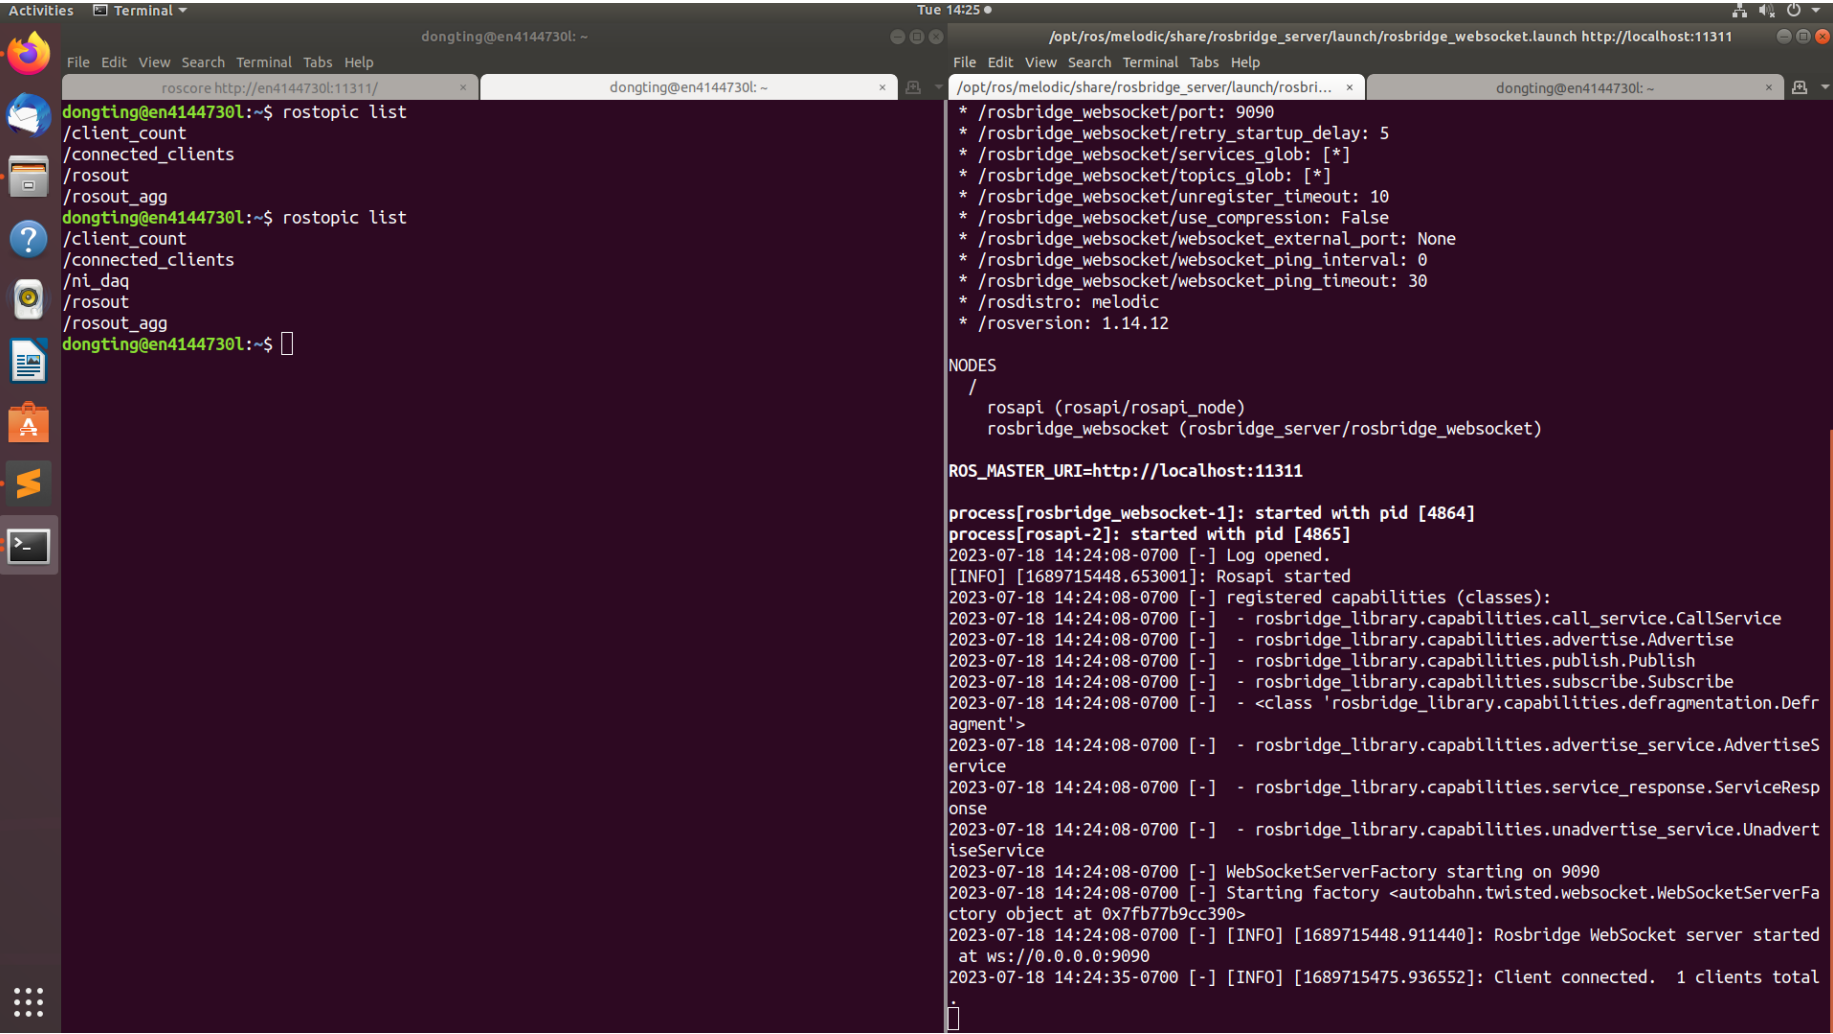 Activities Terminal Tue 14:25
dongting@en4144730l: ~
File Edit View Search Terminal Tabs Help
roscore http://en4144730l:11311/ × dongting@en4144730l: ~ ×
dongting@en4144730l:~$ rostopic list
/client_count
/connected_clients
/rosout
/rosout_agg
dongting@en4144730l:~$ rostopic list
/client_count
/connected_clients
/ni_daq
/rosout
/rosout_agg
dongting@en4144730l:~$
/opt/ros/melodic/share/rosbridge_server/launch/rosbridge_websocket.launch http://localhost:11311
File Edit View Search Terminal Tabs Help
/opt/ros/melodic/share/rosbridge_server/launch/rosbri... × dongting@en4144730l: ~ ×
* /rosbridge_websocket/port: 9090
* /rosbridge_websocket/retry_startup_delay: 5
* /rosbridge_websocket/services_glob: [*]
* /rosbridge_websocket/topics_glob: [*]
* /rosbridge_websocket/unregister_timeout: 10
* /rosbridge_websocket/use_compression: False
* /rosbridge_websocket/websocket_external_port: None
* /rosbridge_websocket/websocket_ping_interval: 0
* /rosbridge_websocket/websocket_ping_timeout: 30
* /rosdistro: melodic
* /rosversion: 1.14.12
NODES
/
rosapi (rosapi/rosapi_node)
rosbridge_websocket (rosbridge_server/rosbridge_websocket)
ROS_MASTER_URI=http://localhost:11311
process[rosbridge_websocket-1]: started with pid [4864]
process[rosapi-2]: started with pid [4865]
2023-07-18 14:24:08-0700 [-] Log opened.
[INFO] [1689715448.653001]: Rosapi started
2023-07-18 14:24:08-0700 [-] registered capabilities (classes):
2023-07-18 14:24:08-0700 [-]  - rosbridge_library.capabilities.call_service.CallService
2023-07-18 14:24:08-0700 [-]  - rosbridge_library.capabilities.advertise.Advertise
2023-07-18 14:24:08-0700 [-]  - rosbridge_library.capabilities.publish.Publish
2023-07-18 14:24:08-0700 [-]  - rosbridge_library.capabilities.subscribe.Subscribe
2023-07-18 14:24:08-0700 [-]  - <class 'rosbridge_library.capabilities.defragmentation.Defr
agment'>
2023-07-18 14:24:08-0700 [-]  - rosbridge_library.capabilities.advertise_service.AdvertiseS
ervice
2023-07-18 14:24:08-0700 [-]  - rosbridge_library.capabilities.service_response.ServiceResp
onse
2023-07-18 14:24:08-0700 [-]  - rosbridge_library.capabilities.unadvertise_service.Unadvert
iseService
2023-07-18 14:24:08-0700 [-] WebSocketServerFactory starting on 9090
2023-07-18 14:24:08-0700 [-] Starting factory <autobahn.twisted.websocket.WebSocketServerFa
ctory object at 0x7fb77b9cc390>
2023-07-18 14:24:08-0700 [-] [INFO] [1689715448.911440]: Rosbridge WebSocket server started
at ws://0.0.0.0:9090
2023-07-18 14:24:35-0700 [-] [INFO] [1689715475.936552]: Client connected.  1 clients total
.